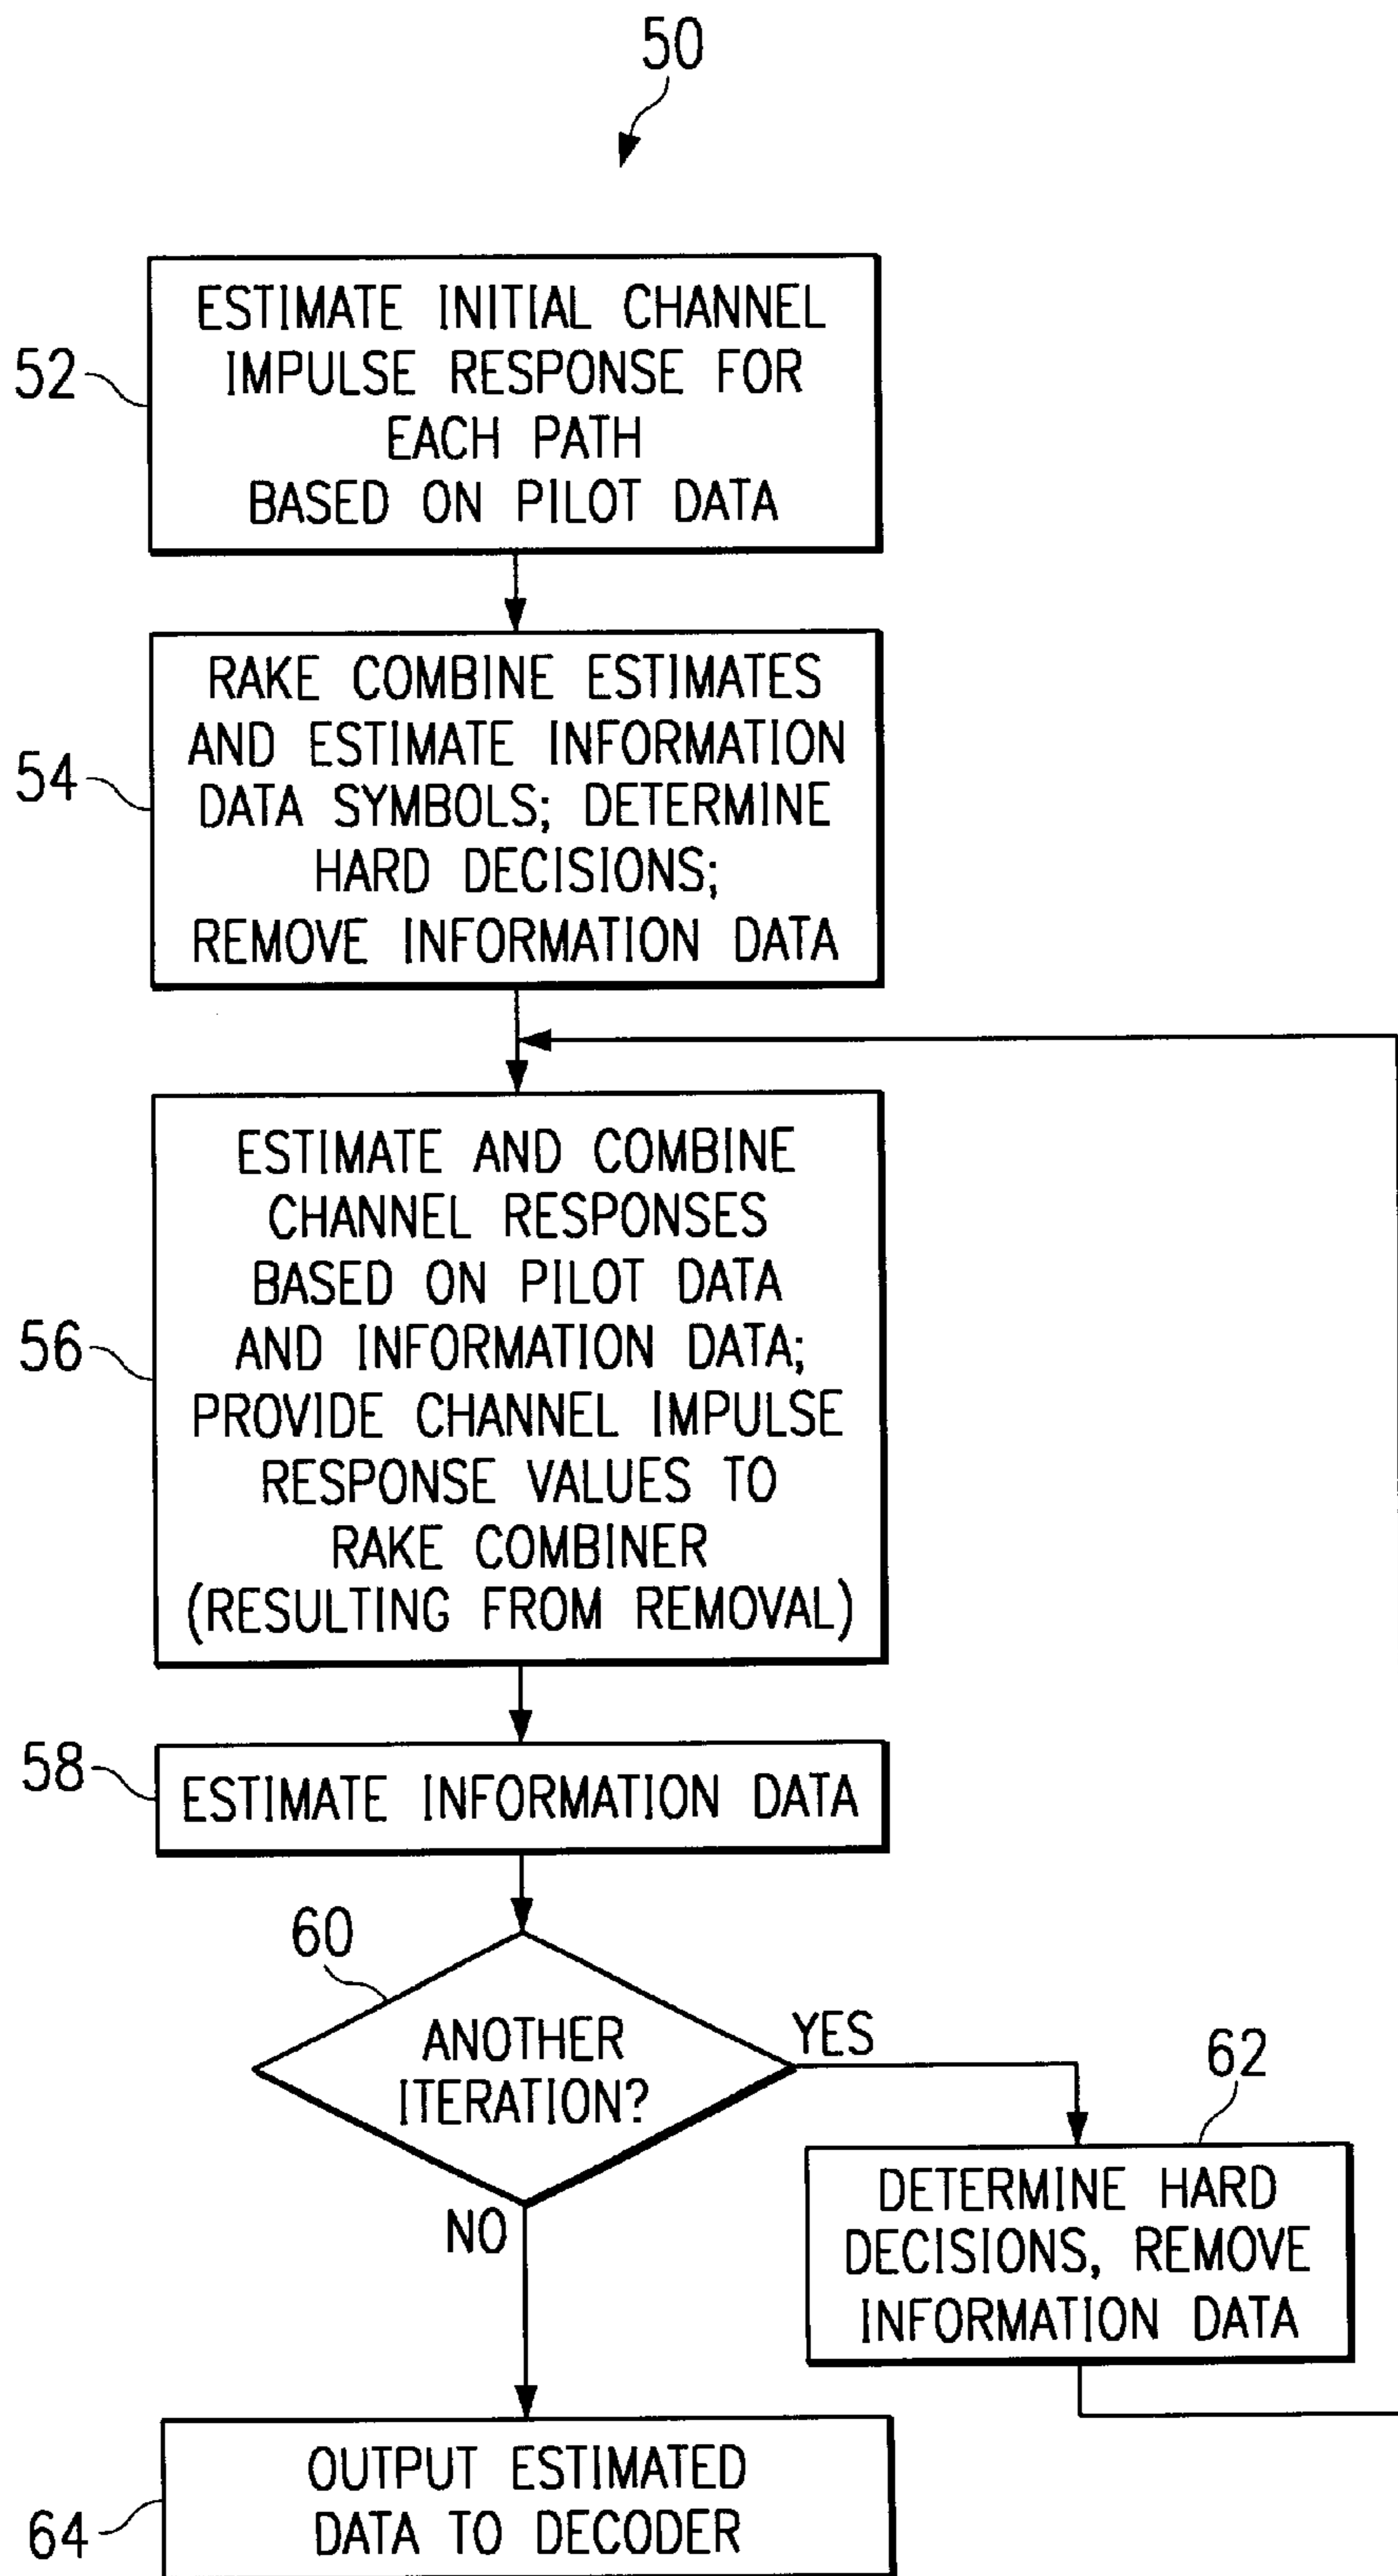 50
52
ESTIMATE INITIAL CHANNEL
IMPULSE RESPONSE FOR
EACH PATH
BASED ON PILOT DATA
54
RAKE COMBINE ESTIMATES
AND ESTIMATE INFORMATION
DATA SYMBOLS; DETERMINE
HARD DECISIONS;
REMOVE INFORMATION DATA
56
ESTIMATE AND COMBINE
CHANNEL RESPONSES
BASED ON PILOT DATA
AND INFORMATION DATA;
PROVIDE CHANNEL IMPULSE
RESPONSE VALUES TO
RAKE COMBINER
(RESULTING FROM REMOVAL)
58
ESTIMATE INFORMATION DATA
60
ANOTHER
ITERATION?
YES
NO
62
DETERMINE HARD
DECISIONS, REMOVE
INFORMATION DATA
64
OUTPUT ESTIMATED
DATA TO DECODER